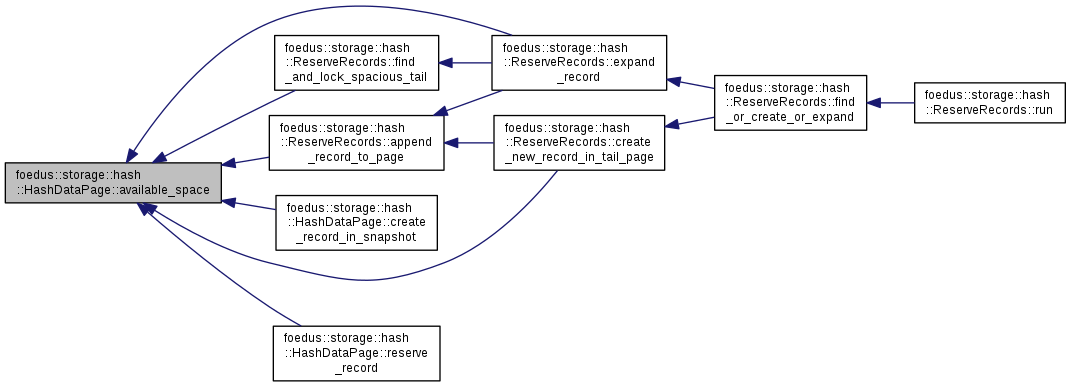 foedus::storage::hash
::HashDataPage::available_space
foedus::storage::hash
::ReserveRecords::find
_and_lock_spacious_tail
foedus::storage::hash
::ReserveRecords::append
_record_to_page
foedus::storage::hash
::HashDataPage::create
_record_in_snapshot
foedus::storage::hash
::HashDataPage::reserve
_record
foedus::storage::hash
::ReserveRecords::expand
_record
foedus::storage::hash
::ReserveRecords::create
_new_record_in_tail_page
foedus::storage::hash
::ReserveRecords::find
_or_create_or_expand
foedus::storage::hash
::ReserveRecords::run